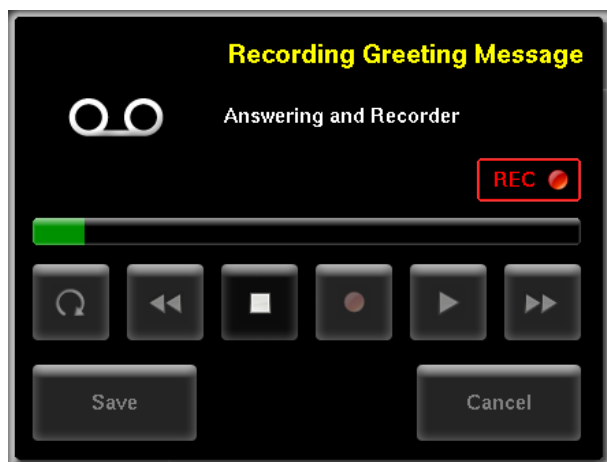 Recording Greeting Message
Answering and Recorder
REC
Save
Cancel